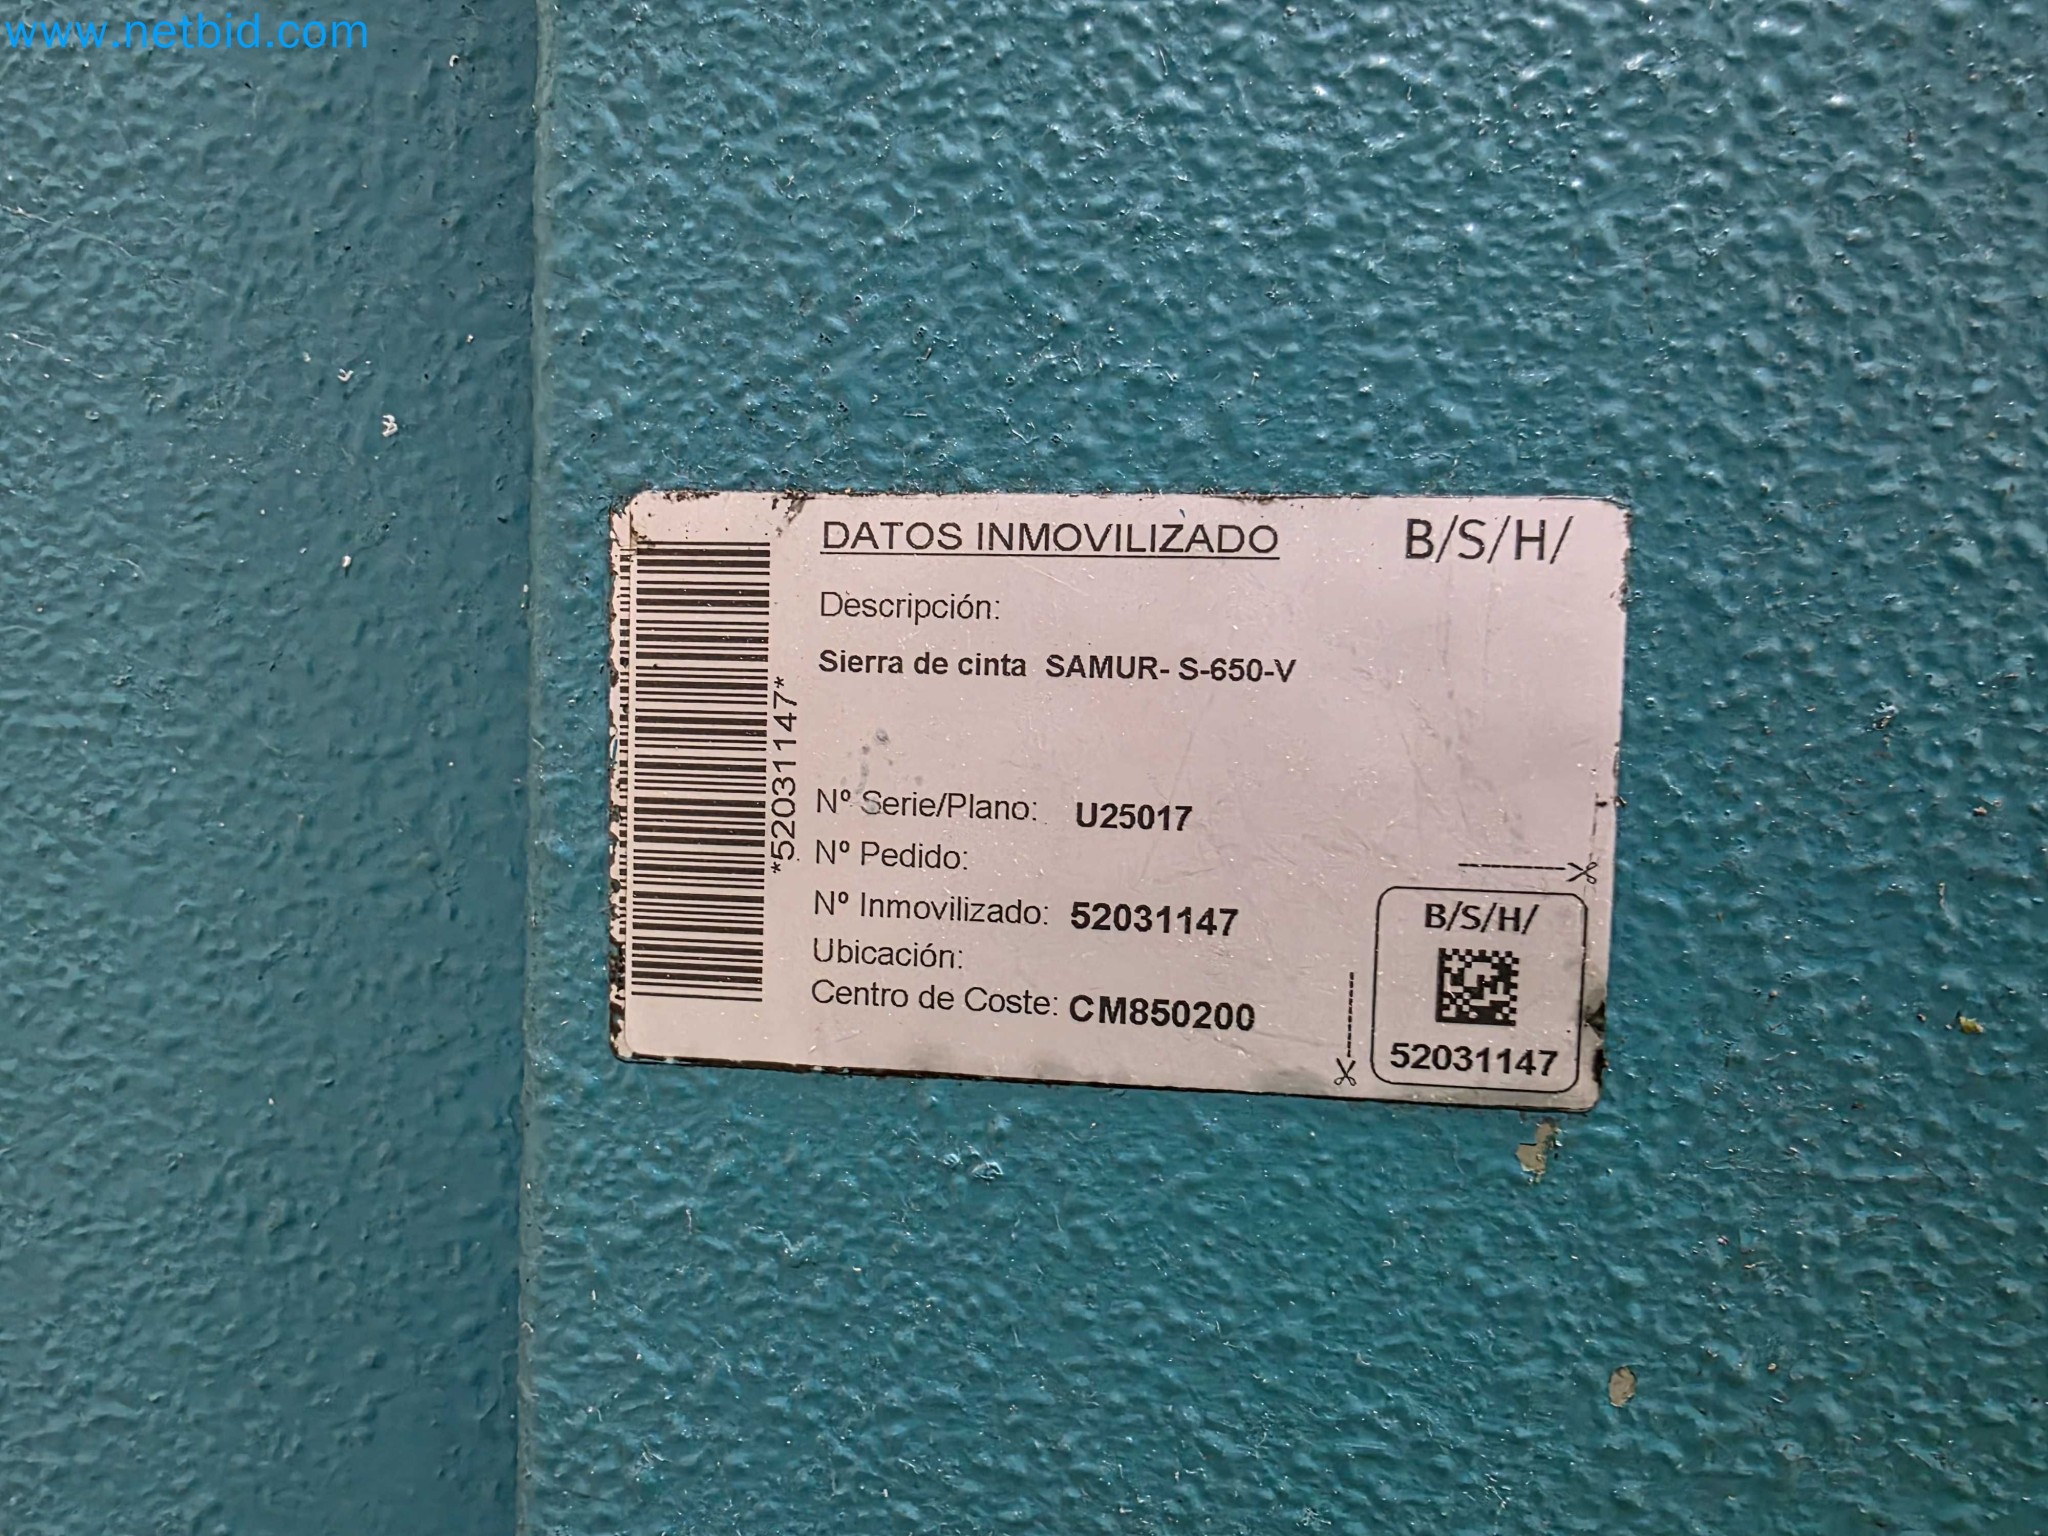 www.netbid.com
DATOS INMOVILIZADO
B/S/H/
Descripción:
Sierra de cinta SAMUR- S-650-V
*52031147*
Nº Serie/Plano: U25017
Nº Pedido:
Nº Inmovilizado: 52031147
Ubicación:
Centro de Coste: CM850200
B/S/H/
52031147